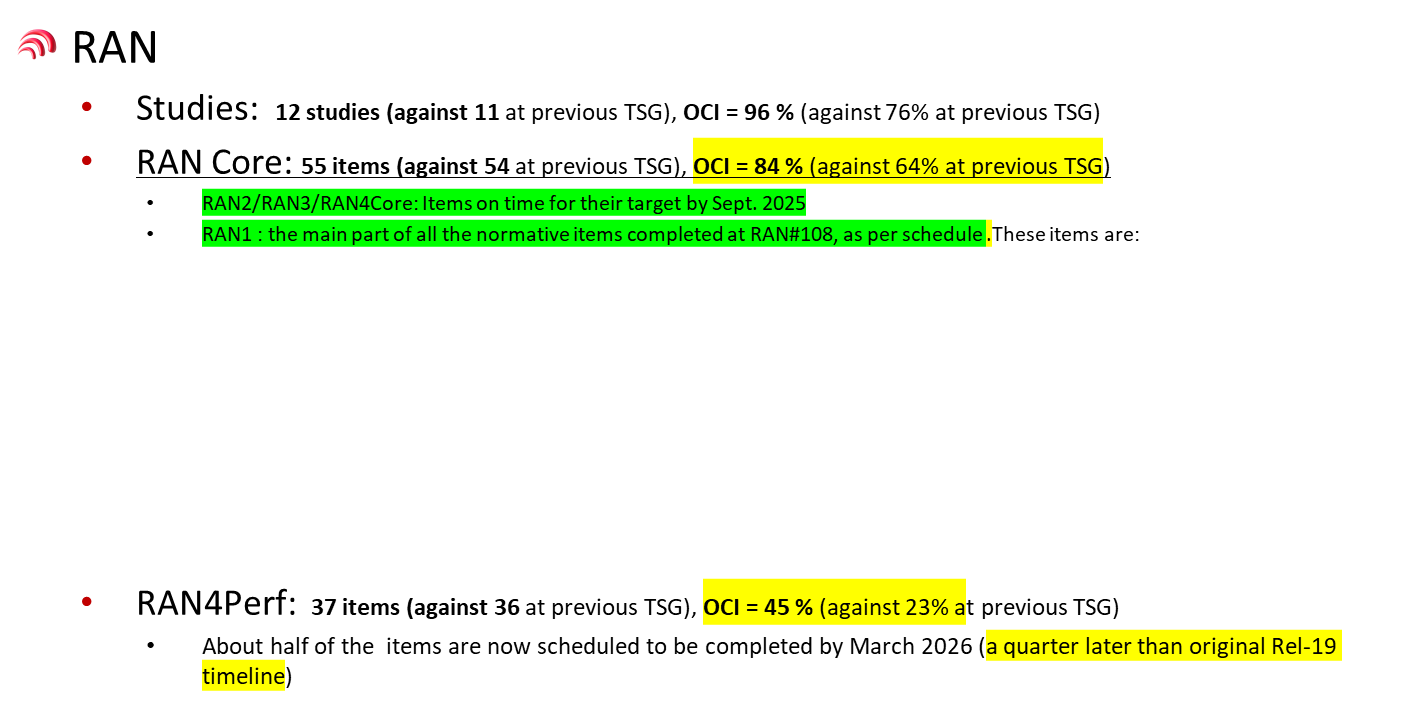 RAN
• Studies: 12 studies (against 11 at previous TSG), OCI = 96 % (against 76% at previous TSG)
• RAN Core: 55 items (against 54 at previous TSG), OCI = 84 % (against 64% at previous TSG)
• RAN2/RAN3/RAN4Core: Items on time for their target by Sept. 2025
• RAN1 : the main part of all the normative items completed at RAN#108, as per schedule.These items are:
• RAN4Perf: 37 items (against 36 at previous TSG), OCI = 45 % (against 23% at previous TSG)
• About half of the  items are now scheduled to be completed by March 2026 (a quarter later than original Rel-19
timeline)